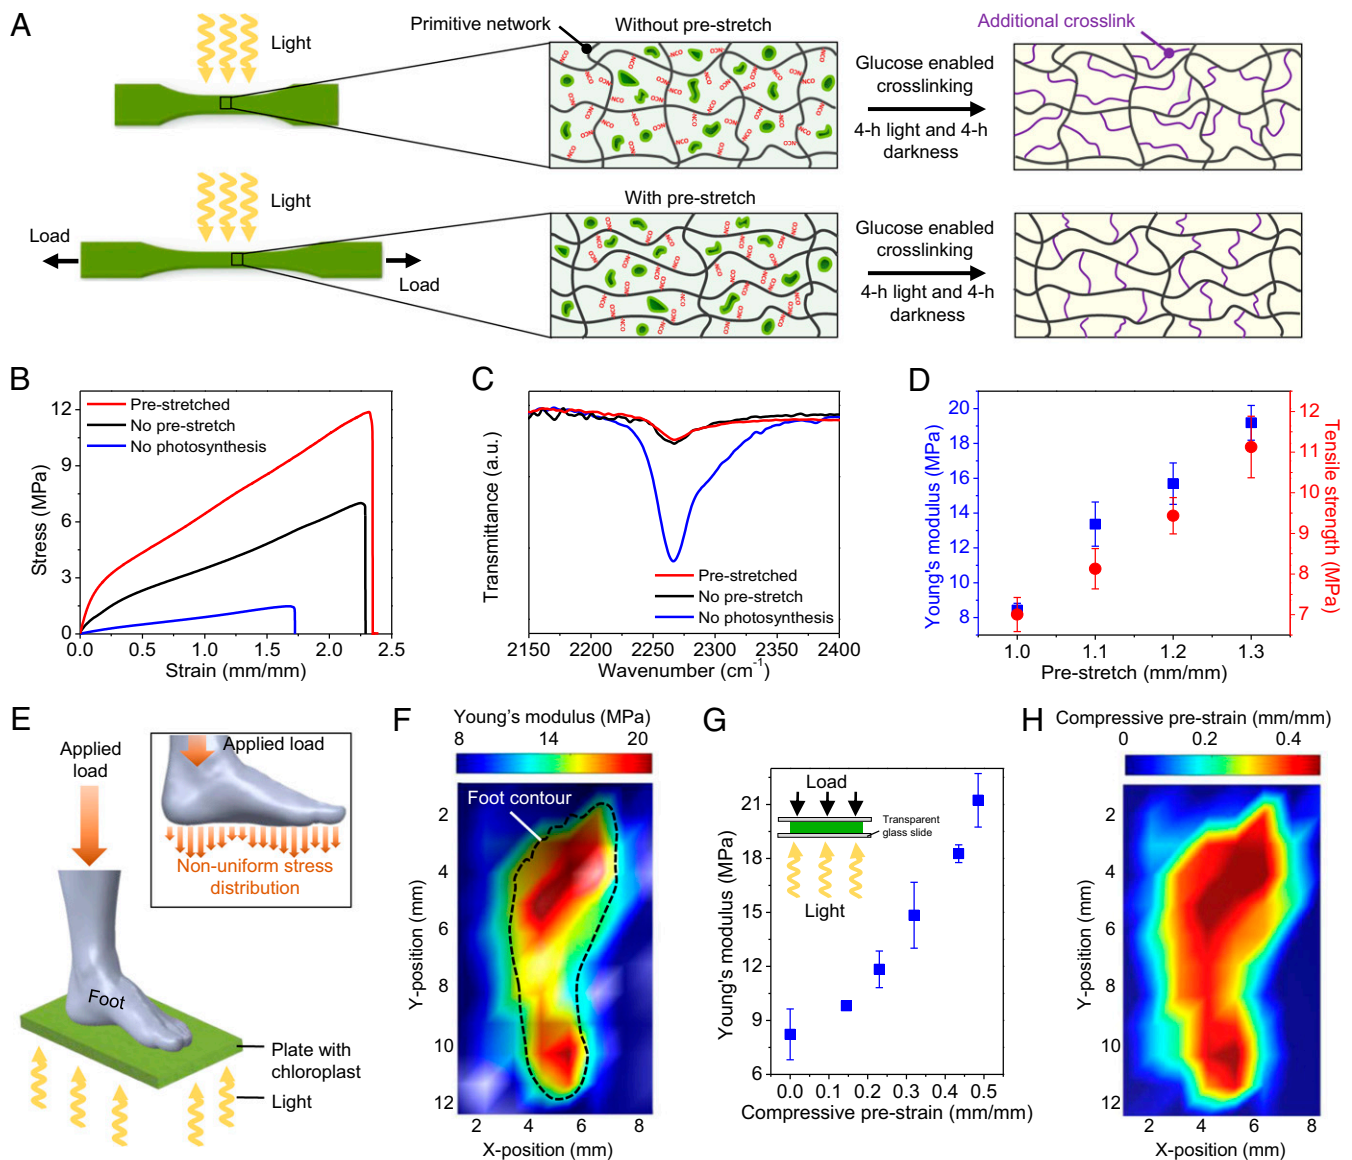 A
Light
Primitive network
Without pre-stretch
NCO
Glucose enabled
crosslinking
4-h light and 4-h
darkness
Additional crosslink
Light
Load
Load
With pre-stretch
NCO
Glucose enabled
crosslinking
4-h light and 4-h
darkness
B
Stress (MPa)
12
9
6
3
0
Pre-stretched
No pre-stretch
No photosynthesis
0.0 0.5 1.0 1.5 2.0 2.5
Strain (mm/mm)
C
Transmittance (a.u.)
Pre-stretched
No pre-stretch
No photosynthesis
2150 2200 2250 2300 2350 2400
Wavenumber (cm⁻¹)
D
Young's modulus (MPa)
20
18
16
14
12
10
8
12
11
10
9
8
7
Tensile strength (MPa)
1.0 1.1 1.2 1.3
Pre-stretch (mm/mm)
E
Applied
load
Applied load
Non-uniform stress
distribution
Foot
Plate with
chloroplast
Light
F
Young's modulus (MPa)
8 14 20
Foot contour
Y-position (mm)
2
4
6
8
10
12
2 4 6 8
X-position (mm)
G
Young's modulus (MPa)
21
18
15
12
9
6
Load
Transparent
glass slide
Light
0.0 0.1 0.2 0.3 0.4 0.5
Compressive pre-strain (mm/mm)
H
Compressive pre-strain (mm/mm)
0 0.2 0.4
Y-position (mm)
2
4
6
8
10
12
2 4 6 8
X-position (mm)